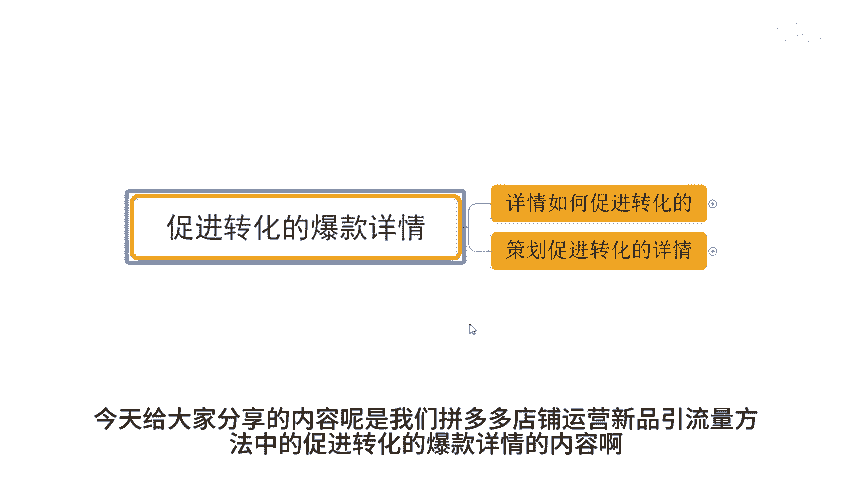 促进转化的爆款详情
详情如何促进转化的
策划促进转化的详情
今天给大家分享的内容呢是我们拼多多店铺运营新品引流量方
法中的促进转化的爆款详情的内容啊